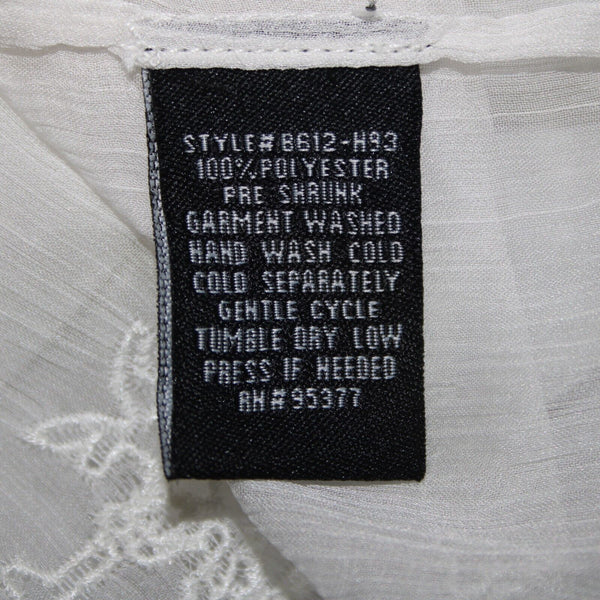 STYLE# B612-H93
100% POLYESTER
PRE SHRUNK
GARMENT WASHED
HAND WASH COLD
COLD SEPARATELY
GENTLE CYCLE
TUMBLE DRY LOW
PRESS IF NEEDED
RN# 95377